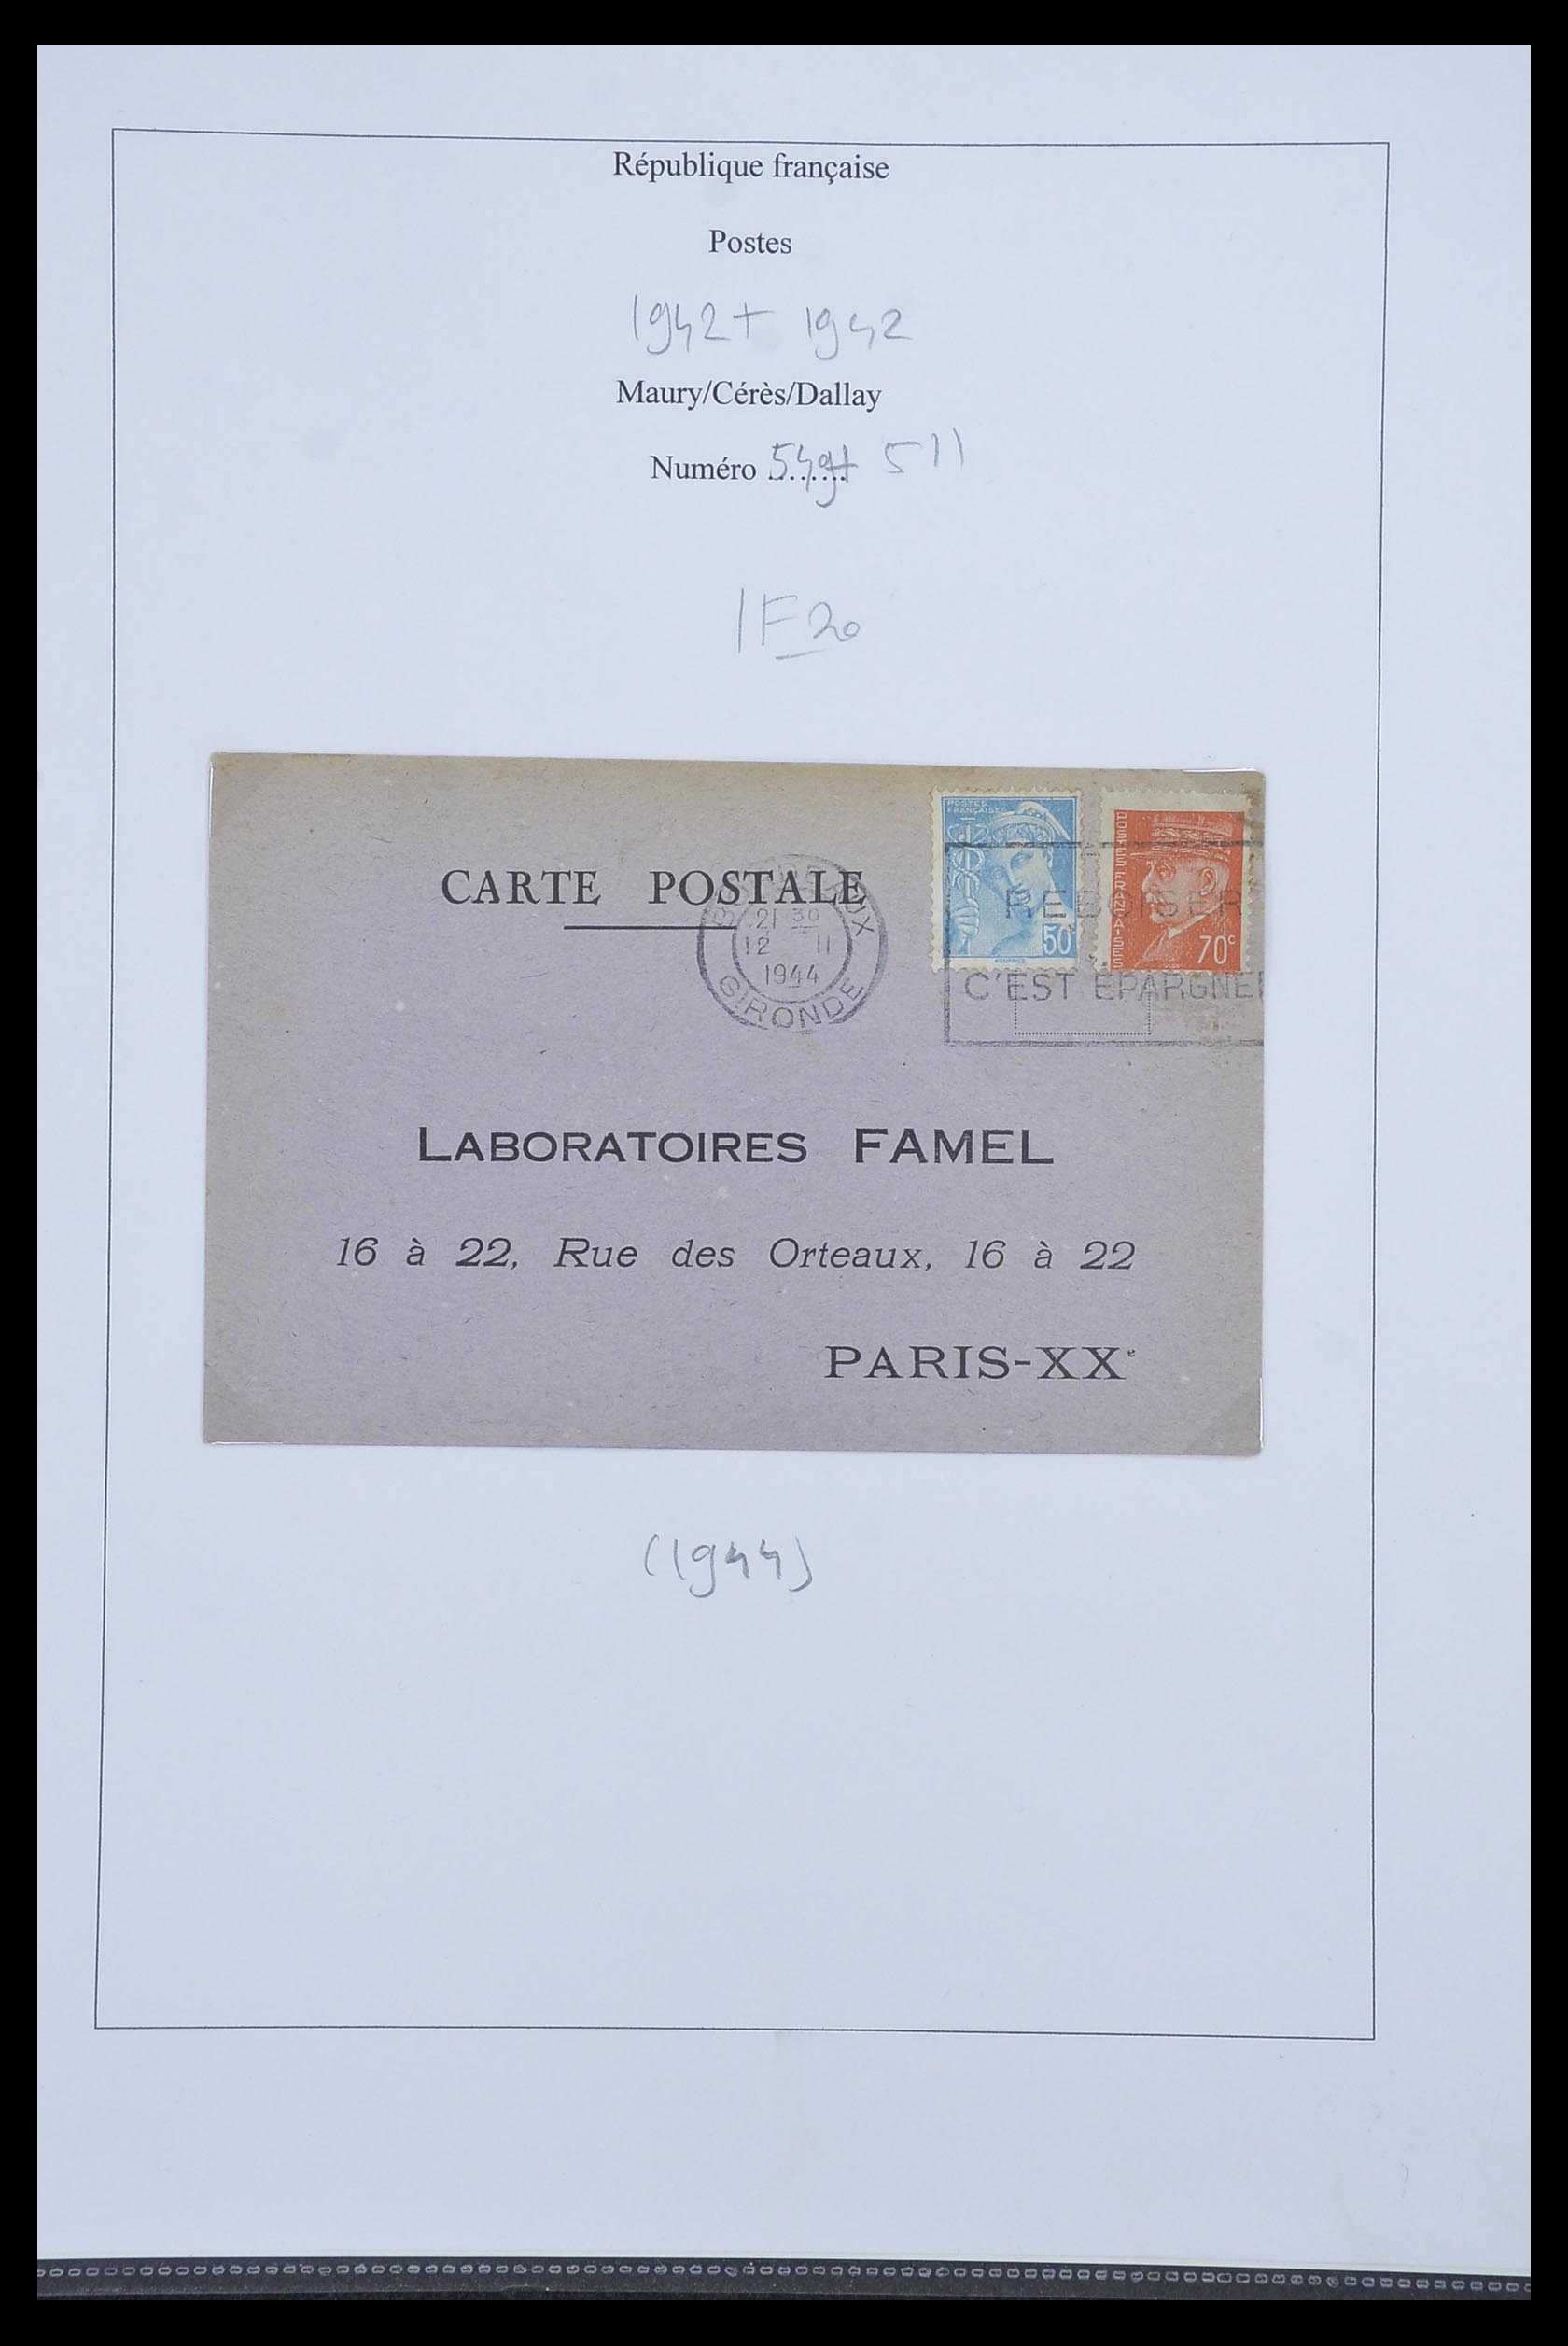 République française
Postes
1942 + 1942
Maury/Cérès/Dallay
Numéro ....... 549+ 511
1F20
POSTES
FRANÇAISES
50
POSTES FRANÇAISES
70c
CARTE POSTALE
21 30
12 11
1944
GIRONDE
REBOISER
C'EST EPARGNER
LABORATOIRES FAMEL
16 à 22, Rue des Orteaux, 16 à 22
PARIS-XXe
(1944)